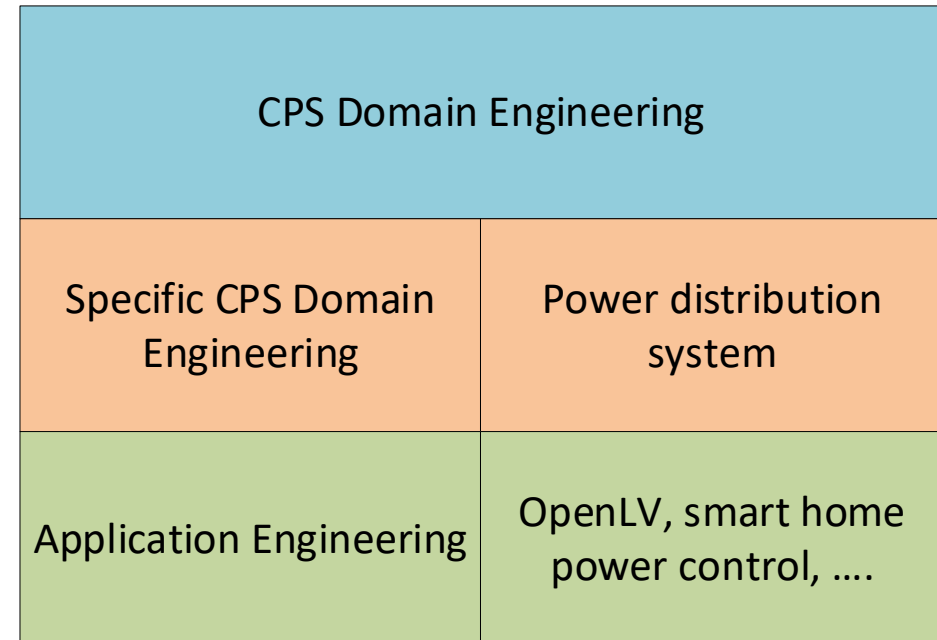 CPS Domain Engineering
Specific CPS Domain
Engineering
Power distribution
system
Application Engineering
OpenLV, smart home
power control, ....